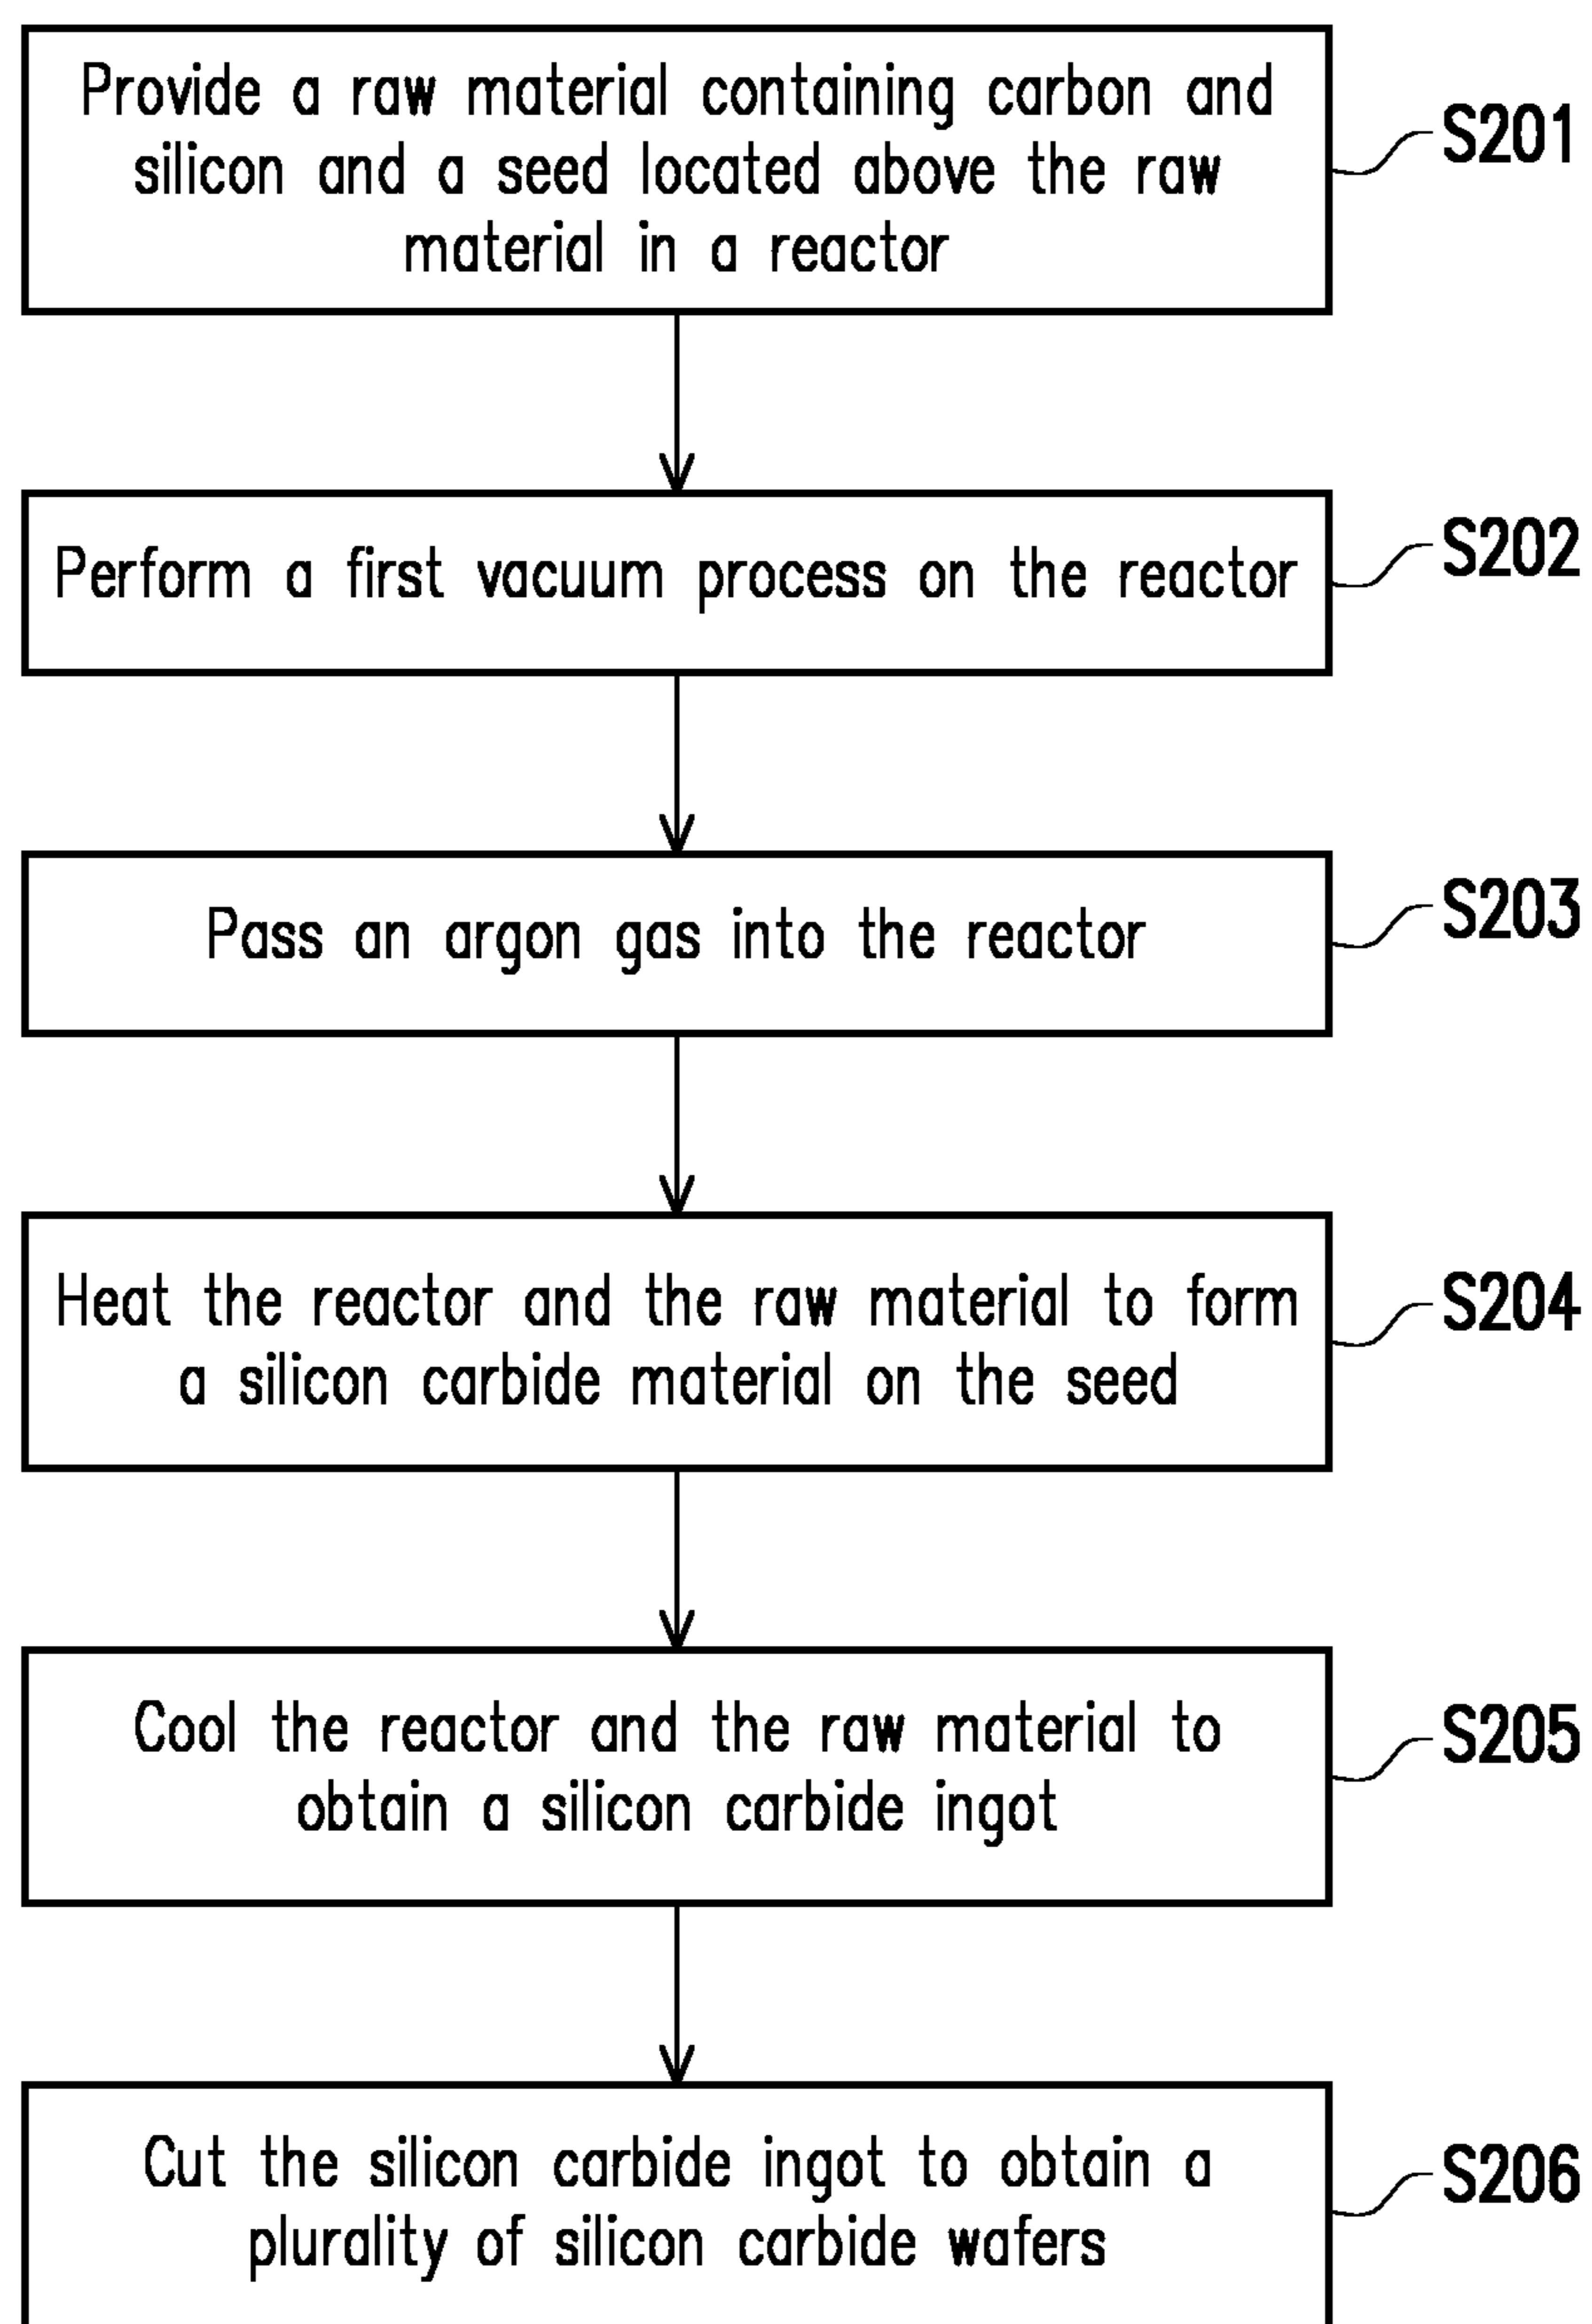 Provide a raw material containing carbon and
silicon and a seed located above the raw
material in a reactor
S201
Perform a first vacuum process on the reactor
S202
Pass an argon gas into the reactor
S203
Heat the reactor and the raw material to form
a silicon carbide material on the seed
S204
Cool the reactor and the raw material to
obtain a silicon carbide ingot
S205
Cut the silicon carbide ingot to obtain a
plurality of silicon carbide wafers
S206